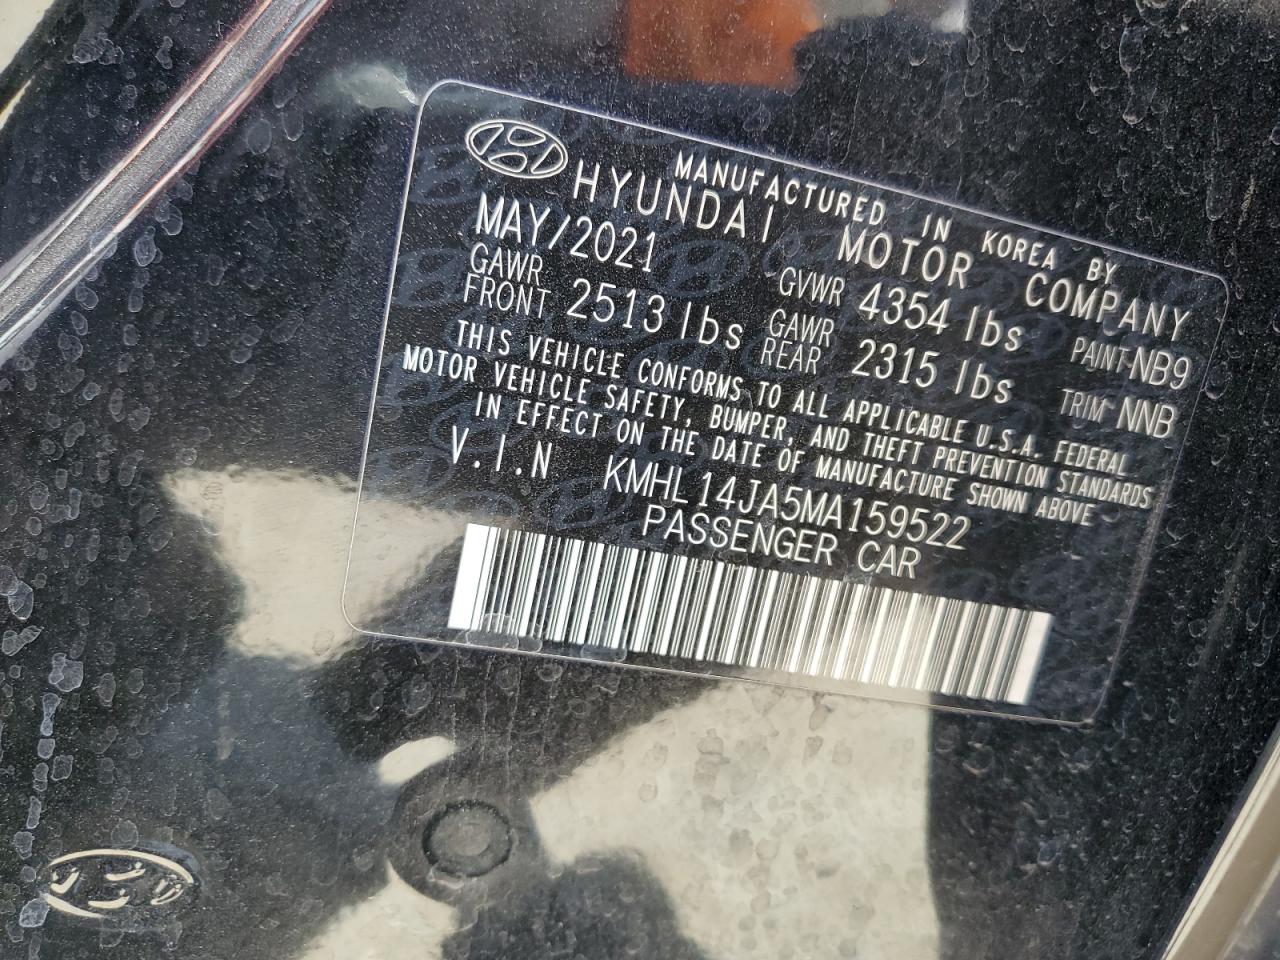 MANUFACTURED IN KOREA BY
HYUNDAI MOTOR COMPANY
MAY/2021 GVWR 4354 lbs PAINT-NB9
GAWR FRONT 2513 lbs GAWR REAR 2315 lbs TRIM-NNB
THIS VEHICLE CONFORMS TO ALL APPLICABLE U.S.A. FEDERAL
MOTOR VEHICLE SAFETY, BUMPER, AND THEFT PREVENTION STANDARDS
IN EFFECT ON THE DATE OF MANUFACTURE SHOWN ABOVE
V.I.N KMHL14JA5MA159522
PASSENGER CAR